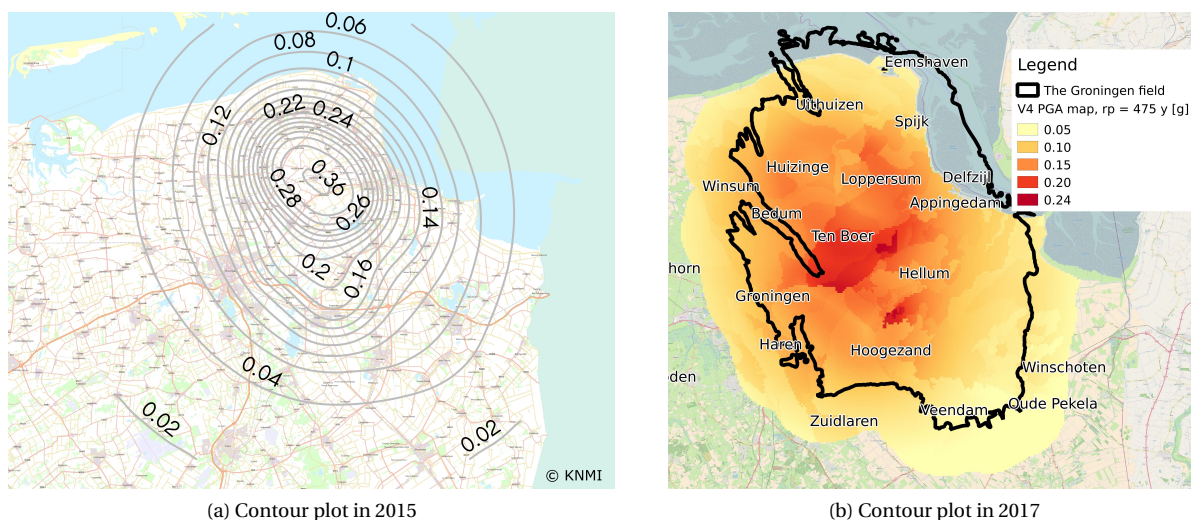 0.06
0.08
0.1
0.22
0.24
0.12
0.36
0.28
0.26
0.14
0.2
0.16
0.04
0.02
0.02
© KNMI
(a) Contour plot in 2015
Eemshaven
Uithuizen
Spijk
Huizinge
Loppersum
Delfzijl
Winsum
Appingedam
Bedum
Ten Boer
horn
Hellum
Groningen
Haren
Hoogezand
Winschoten
den
Oude Pekela
Veendam
Zuidlaren
Legend
The Groningen field
V4 PGA map, rp = 475 y [g]
0.05
0.10
0.15
0.20
0.24
(b) Contour plot in 2017